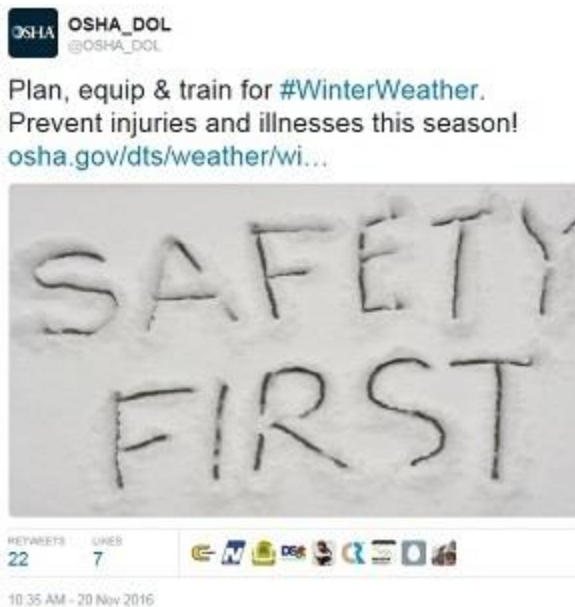 OSHA
OSHA_DOL
@OSHA_DOL
Plan, equip & train for #WinterWeather.
Prevent injuries and illnesses this season!
osha.gov/dts/weather/wi...
SAFETY
FIRST
RETWEETS LIKES
22 7
10:35 AM - 20 Nov 2016